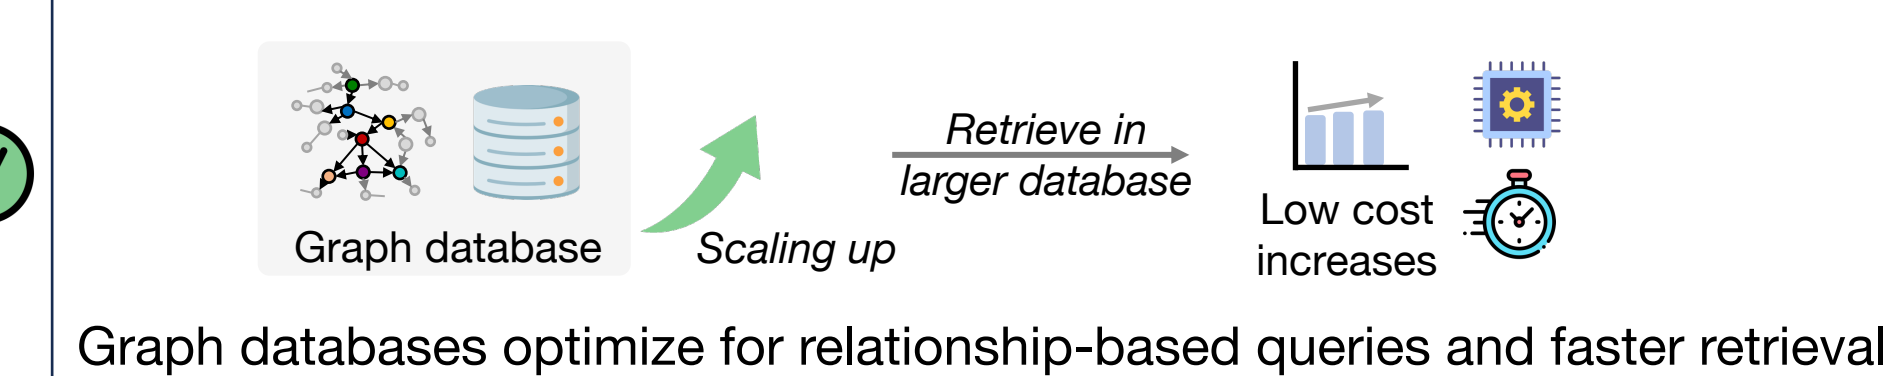 Graph database
Scaling up
Retrieve in
larger database
Low cost
increases
Graph databases optimize for relationship-based queries and faster retrieval